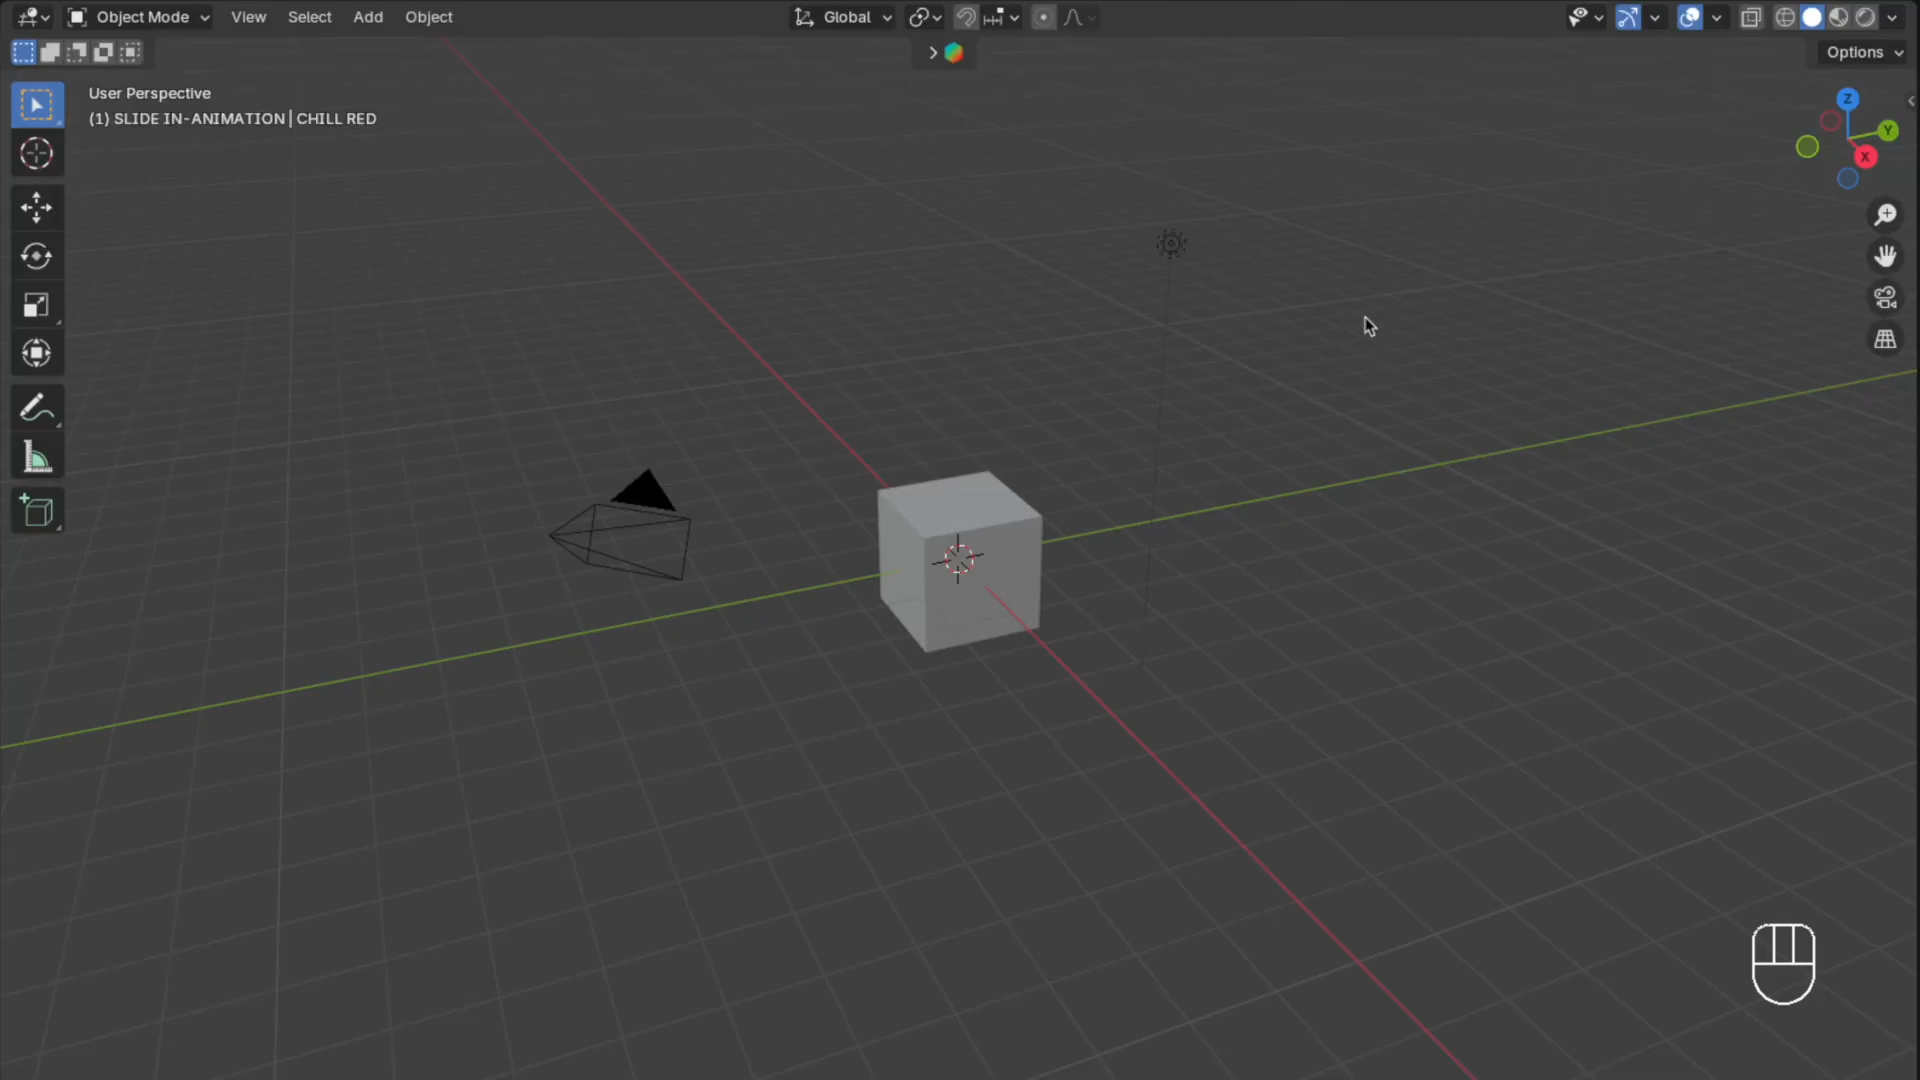 Object Mode View Select Add Object Global
Options
User Perspective
(1) SLIDE IN-ANIMATION | CHILL RED
Z
Y
X